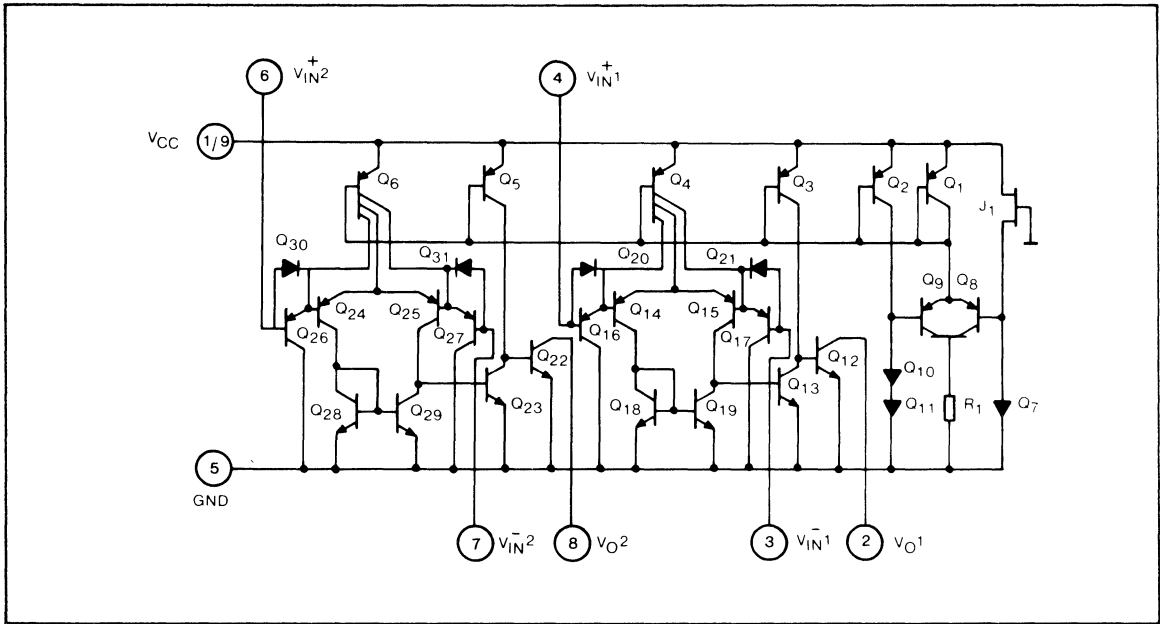 6 V+IN2
4 V+IN1
VCC 1/9
Q6
Q5
Q4
Q3
Q2
Q1
J1
Q30
Q31
Q20
Q21
Q9
Q8
Q24
Q25
Q14
Q15
Q26
Q27
Q16
Q17
Q22
Q12
Q10
Q28
Q29
Q23
Q18
Q19
Q13
Q11
R1
Q7
5
GND
7 V-IN2
8 VO2
3 V-IN1
2 VO1